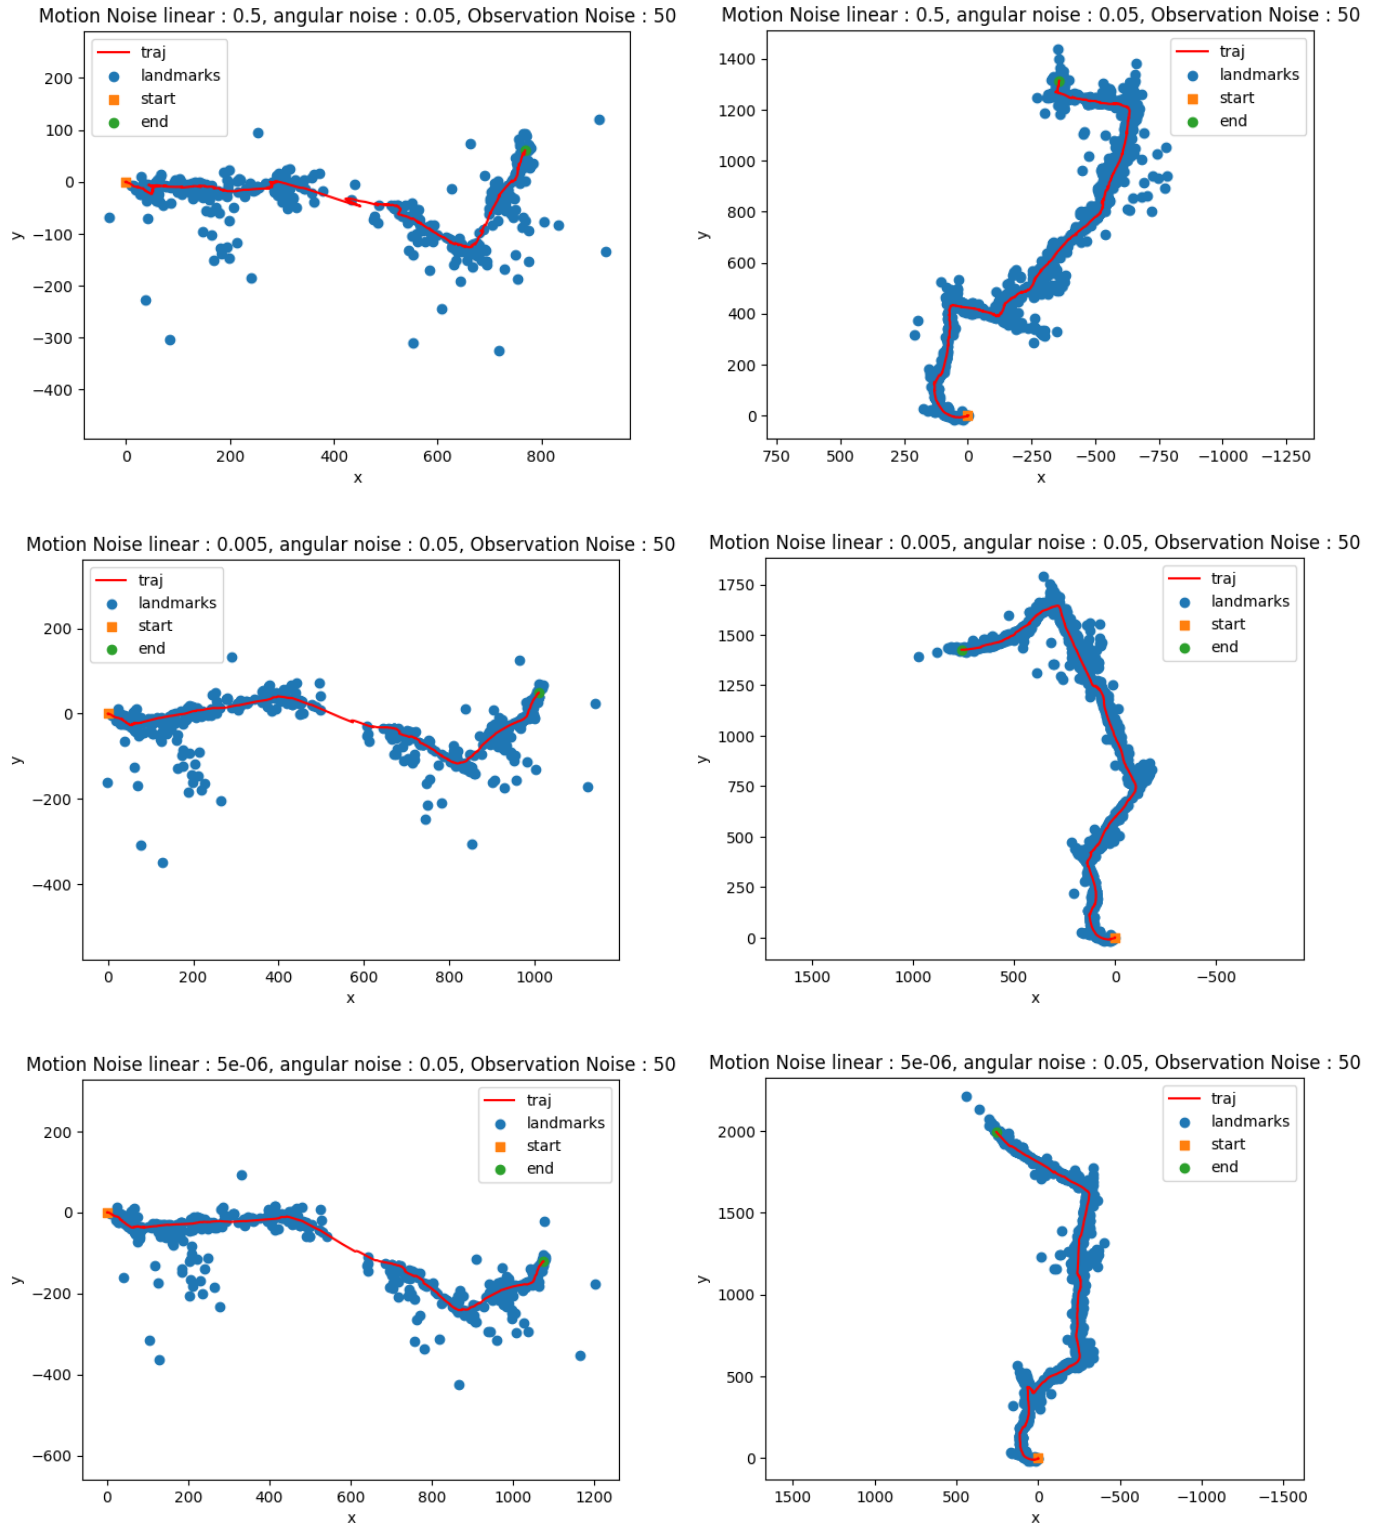 Motion Noise linear : 0.5, angular noise : 0.05, Observation Noise : 50
traj
landmarks
start
end
200
100
0
−100
−200
−300
−400
y
0
200
400
600
800
x
Motion Noise linear : 0.5, angular noise : 0.05, Observation Noise : 50
traj
landmarks
start
end
1400
1200
1000
800
600
400
200
0
y
750
500
250
0
−250
−500
−750
−1000
−1250
x
Motion Noise linear : 0.005, angular noise : 0.05, Observation Noise : 50
traj
landmarks
start
end
200
0
−200
−400
y
0
200
400
600
800
1000
x
Motion Noise linear : 0.005, angular noise : 0.05, Observation Noise : 50
traj
landmarks
start
end
1750
1500
1250
1000
750
500
250
0
y
1500
1000
500
0
−500
x
Motion Noise linear : 5e-06, angular noise : 0.05, Observation Noise : 50
traj
landmarks
start
end
200
0
−200
−400
−600
y
0
200
400
600
800
1000
1200
x
Motion Noise linear : 5e-06, angular noise : 0.05, Observation Noise : 50
traj
landmarks
start
end
2000
1500
1000
500
0
y
1500
1000
500
0
−500
−1000
−1500
x